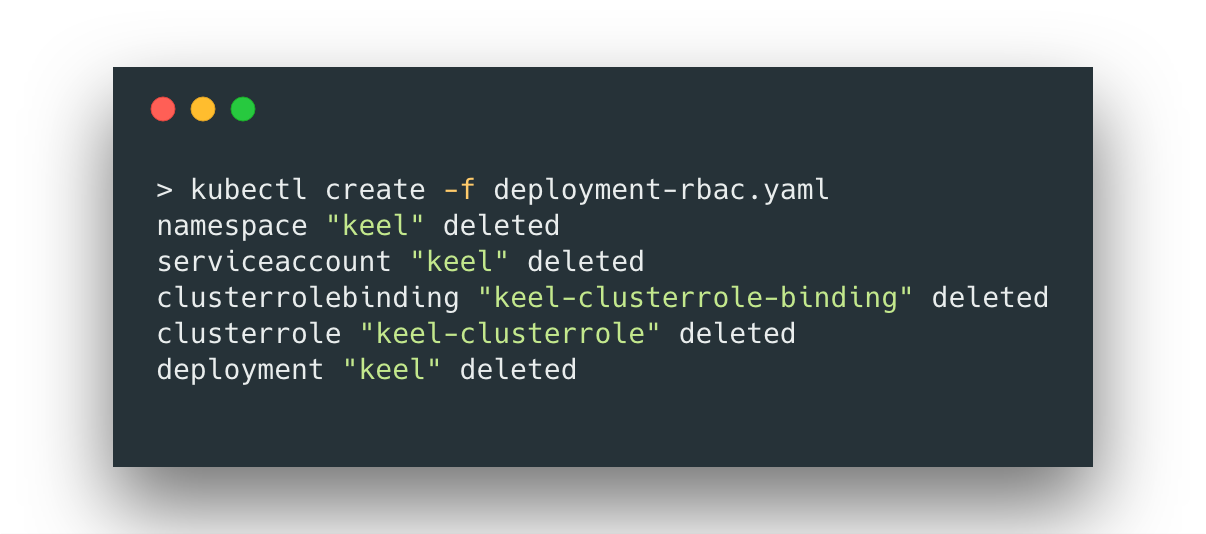 > kubectl create -f deployment-rbac.yaml
namespace "keel" deleted
serviceaccount "keel" deleted
clusterrolebinding "keel-clusterrole-binding" deleted
clusterrole "keel-clusterrole" deleted
deployment "keel" deleted